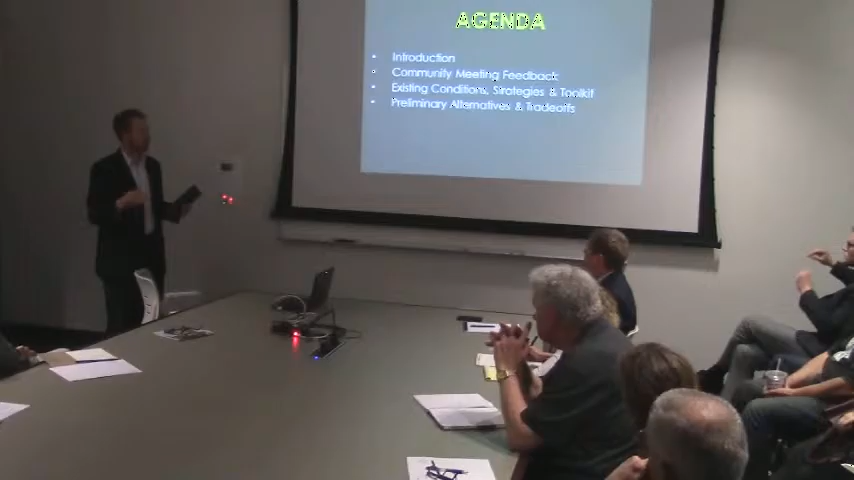 AGENDA
Introduction
Community Meeting Feedback
Existing Conditions, Strategies & Toolkit
Preliminary Alternatives & Tradeoffs